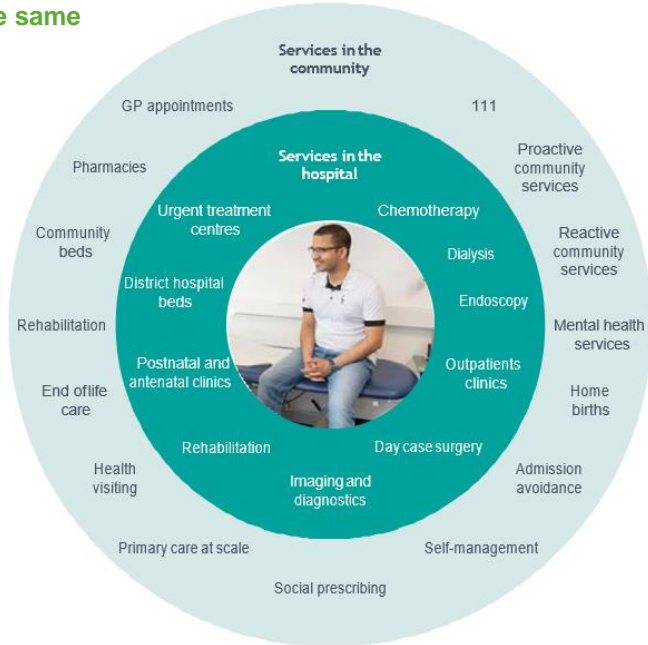 e same
Services in the
community
GP appointments
111
Pharmacies
Proactive
community
services
Community
beds
Reactive
community
services
Rehabilitation
Mental health
services
End of life
care
Home
births
Health
visiting
Admission
avoidance
Primary care at scale
Self-management
Social prescribing
Services in the
hospital
Urgent treatment
centres
Chemotherapy
District hospital
beds
Dialysis
Endoscopy
Postnatal and
antenatal clinics
Outpatients
clinics
Rehabilitation
Day case surgery
Imaging and
diagnostics